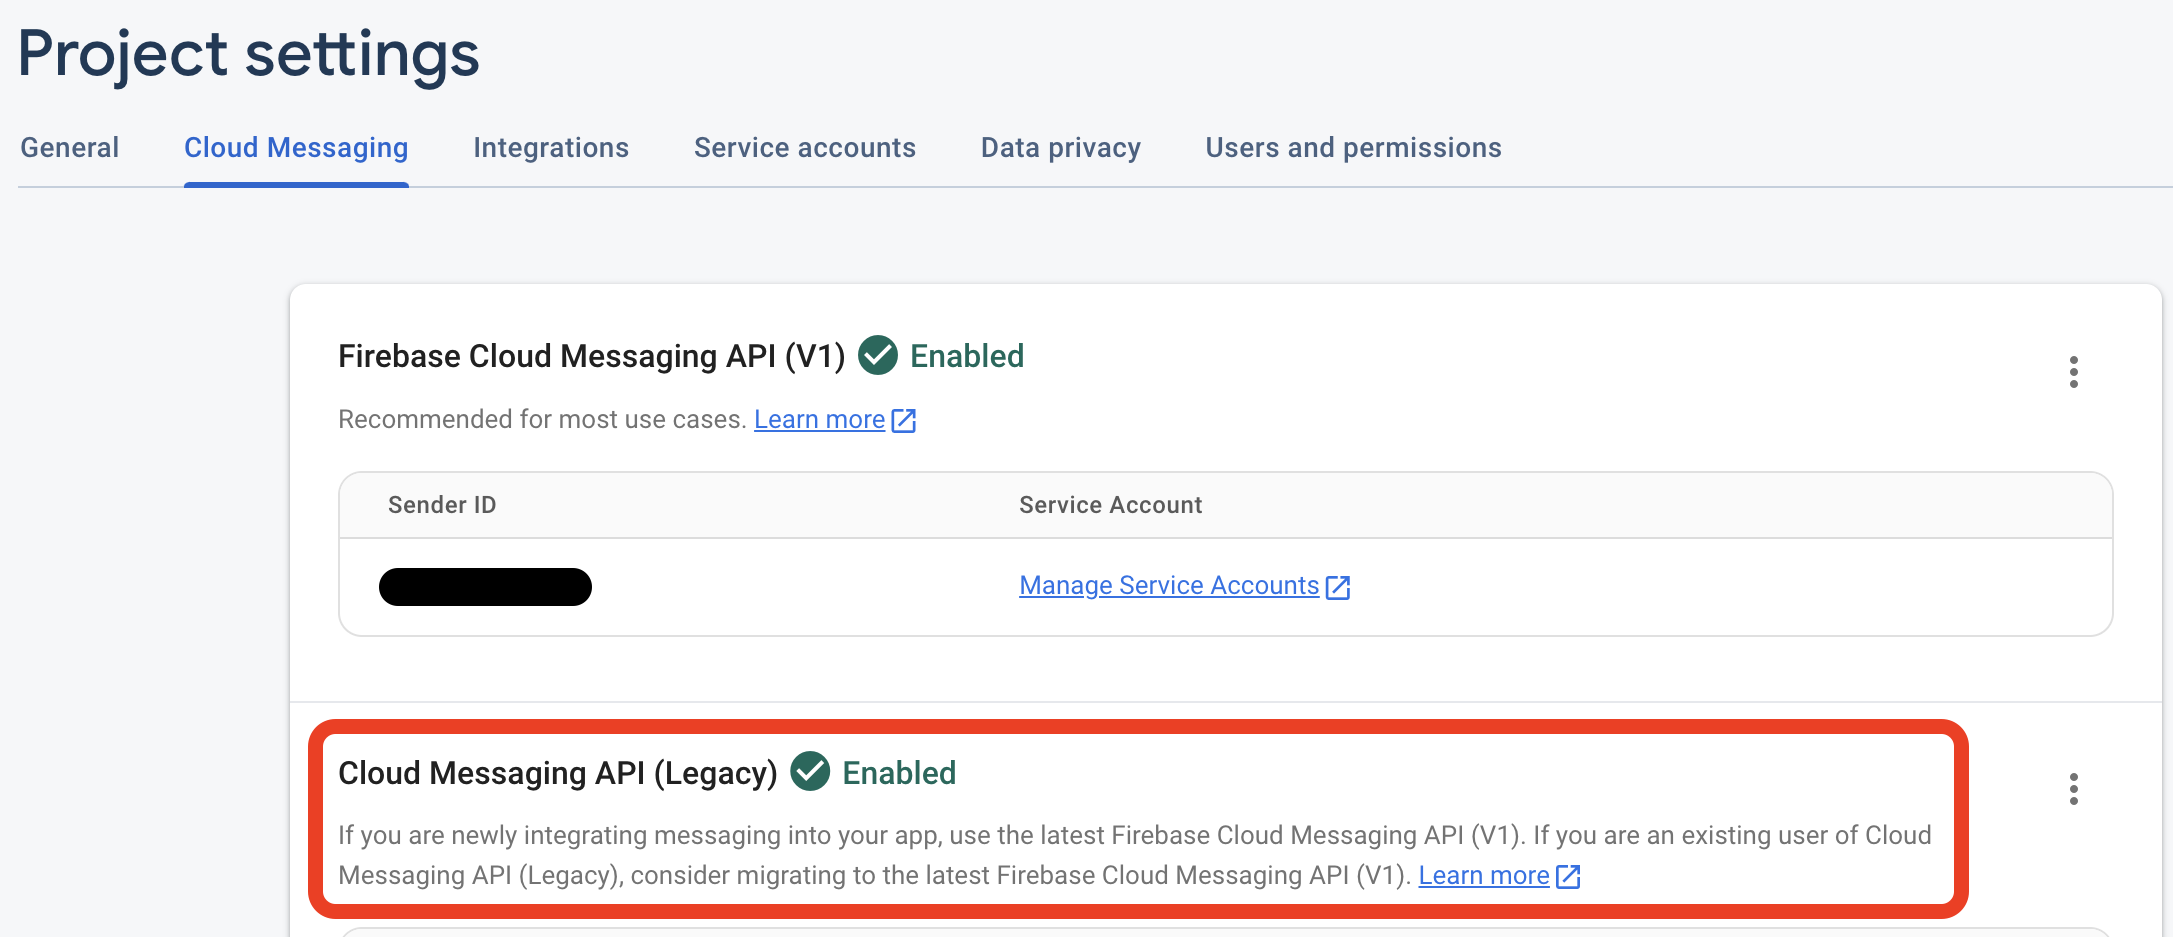 Project settings
General Cloud Messaging Integrations Service accounts Data privacy Users and permissions
Firebase Cloud Messaging API (V1) Enabled
Recommended for most use cases. Learn more
Sender ID Service Account
Manage Service Accounts
Cloud Messaging API (Legacy) Enabled
If you are newly integrating messaging into your app, use the latest Firebase Cloud Messaging API (V1). If you are an existing user of Cloud
Messaging API (Legacy), consider migrating to the latest Firebase Cloud Messaging API (V1). Learn more